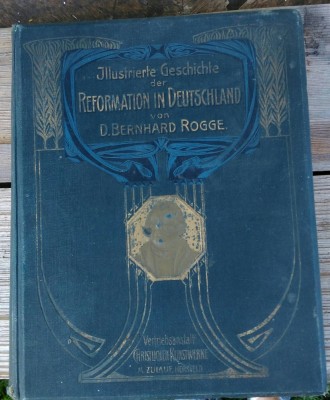 Illustrierte Geschichte
der
REFORMATION IN DEUTSCHLAND
von
D. BERNHARD ROGGE.
Vertriebsanstalt
CHRISTLICHER KUNSTWERKE